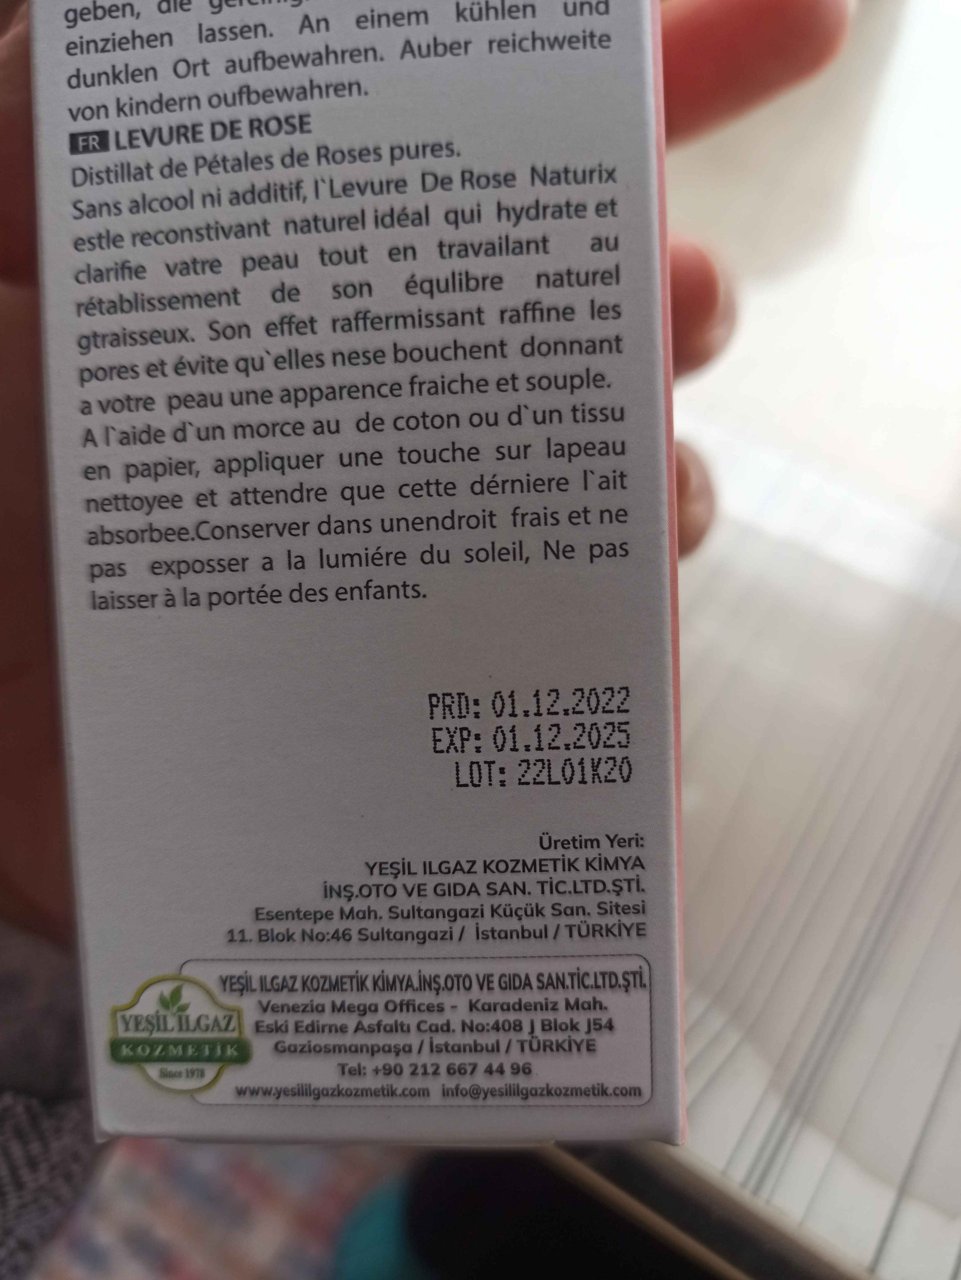 geben, die
einziehen lassen. An einem kühlen und
dunklen Ort aufbewahren. Auber reichweite
von kindern oufbewahren.
FR LEVURE DE ROSE
Distillat de Pétales de Roses pures.
Sans alcool ni additif, l`Levure De Rose Naturix
estle reconstivant naturel idéal qui hydrate et
clarifie vatre peau tout en travailant au
rétablissement de son équlibre naturel
gtraisseux. Son effet raffermissant raffine les
pores et évite qu`elles nese bouchent donnant
a votre peau une apparence fraiche et souple.
A l`aide d`un morce au de coton ou d`un tissu
en papier, appliquer une touche sur lapeau
nettoyee et attendre que cette dérniere l`ait
absorbee.Conserver dans unendroit frais et ne
pas exposser a la lumiére du soleil, Ne pas
laisser à la portée des enfants.
PRD: 01.12.2022
EXP: 01.12.2025
LOT: 22L01K20
Üretim Yeri:
YEŞİL ILGAZ KOZMETİK KİMYA
İNŞ.OTO VE GIDA SAN. TİC.LTD.ŞTİ.
Esentepe Mah. Sultangazi Küçük San. Sitesi
11. Blok No:46 Sultangazi / İstanbul / TÜRKİYE
YEŞİL ILGAZ KOZMETİK KİMYA.İNŞ.OTO VE GIDA SAN.TİC.LTD.ŞTİ.
Venezia Mega Offices - Karadeniz Mah.
Eski Edirne Asfaltı Cad. No:408 J Blok J54
Gaziosmanpaşa / İstanbul / TÜRKİYE
Tel: +90 212 667 44 96
www.yesililgazkozmetik.com info@yesililgazkozmetik.com
YEŞİL ILGAZ
KOZMETİK
Since 1978